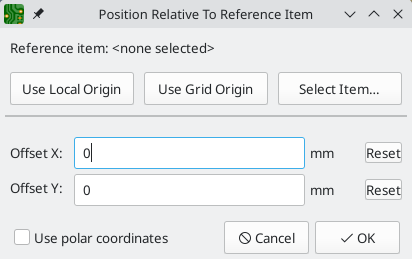 Position Relative To Reference Item
Reference item: <none selected>
Use Local Origin Use Grid Origin Select Item...
Offset X: 0 mm Reset
Offset Y: 0 mm Reset
Use polar coordinates Cancel OK